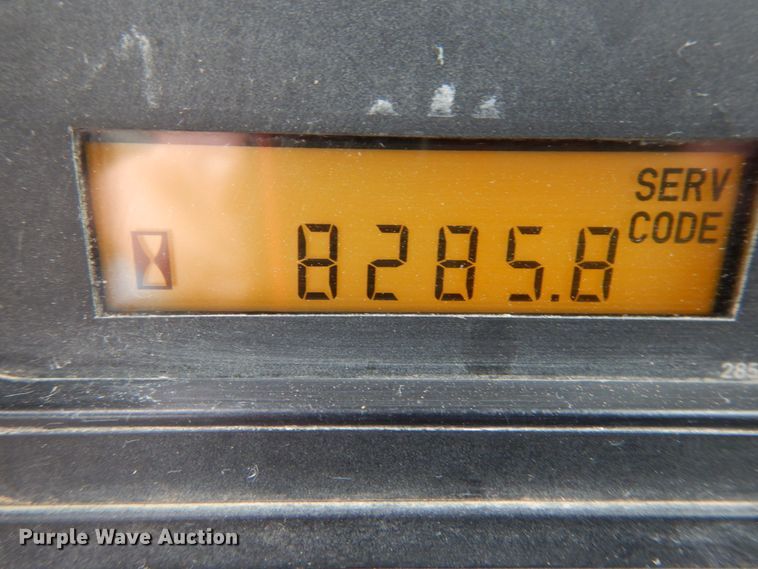 SERV
CODE
8285.8
285
Purple Wave Auction